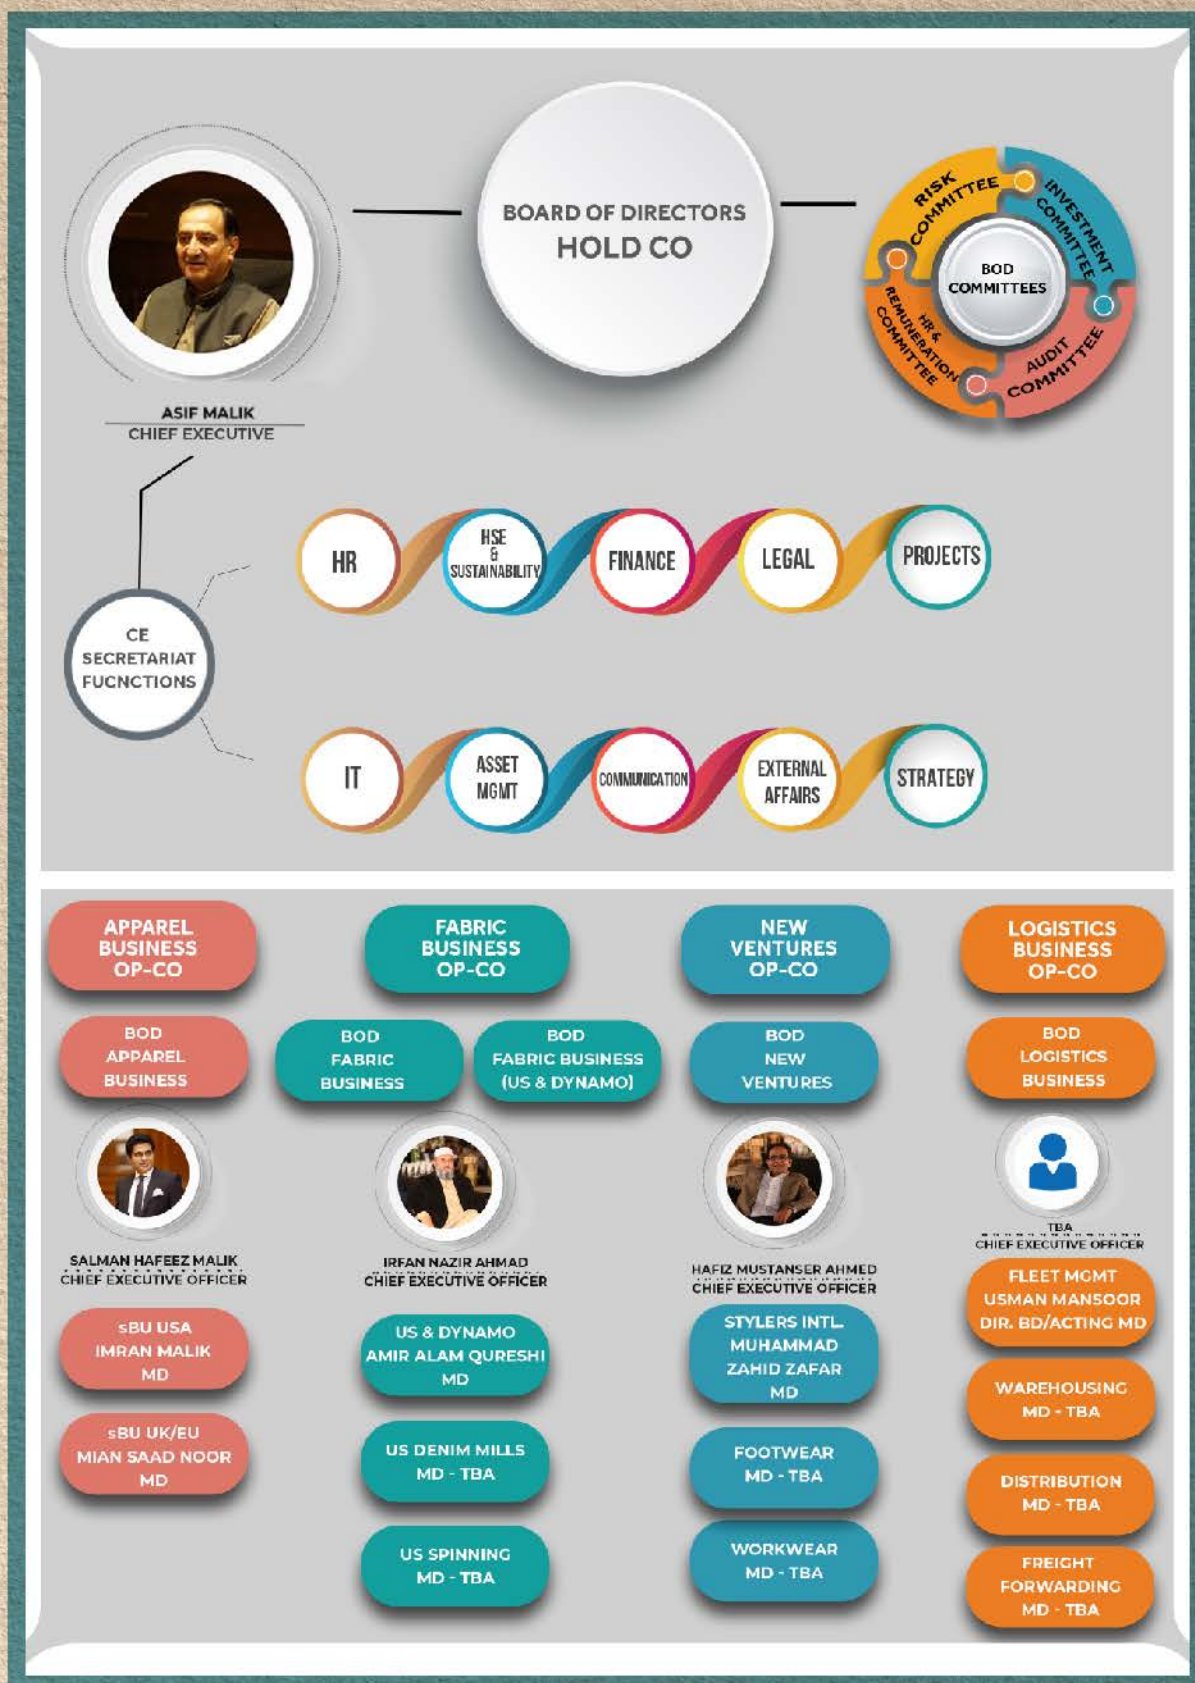 BOARD OF DIRECTORS
HOLD CO
RISK
COMMITTEE
INVESTMENT
COMMITTEE
BOD
COMMITTEES
HR &
REMUNERATION
COMMITTEE
AUDIT
COMMITTEE
ASIF MALIK
CHIEF EXECUTIVE
CE
SECRETARIAT
FUCNCTIONS
HR
HSE
&
SUSTAINABILITY
FINANCE
LEGAL
PROJECTS
IT
ASSET
MGMT
COMMUNICATION
EXTERNAL
AFFAIRS
STRATEGY
APPAREL
BUSINESS
OP-CO
BOD
APPAREL
BUSINESS
SALMAN HAFEEZ MALIK
CHIEF EXECUTIVE OFFICER
sBU USA
IMRAN MALIK
MD
sBU UK/EU
MIAN SAAD NOOR
MD
FABRIC
BUSINESS
OP-CO
BOD
FABRIC
BUSINESS
BOD
FABRIC BUSINESS
(US & DYNAMO)
IRFAN NAZIR AHMAD
CHIEF EXECUTIVE OFFICER
US & DYNAMO
AMIR ALAM QURESHI
MD
US DENIM MILLS
MD - TBA
US SPINNING
MD - TBA
NEW
VENTURES
OP-CO
BOD
NEW
VENTURES
HAFIZ MUSTANSER AHMED
CHIEF EXECUTIVE OFFICER
STYLERS INTL.
MUHAMMAD
ZAHID ZAFAR
MD
FOOTWEAR
MD - TBA
WORKWEAR
MD - TBA
LOGISTICS
BUSINESS
OP-CO
BOD
LOGISTICS
BUSINESS
TBA
CHIEF EXECUTIVE OFFICER
FLEET MGMT
USMAN MANSOOR
DIR. BD/ACTING MD
WAREHOUSING
MD - TBA
DISTRIBUTION
MD - TBA
FREIGHT
FORWARDING
MD - TBA